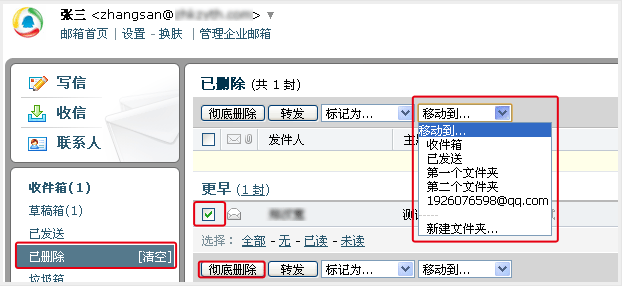 张三 <zhangsan@
邮箱首页 | 设置 - 换肤 | 管理企业邮箱
写信
收信
联系人
收件箱(1)
草稿箱(1)
已发送
已删除 [清空]
垃圾箱
已删除 (共 1 封)
彻底删除 转发 标记为... 移动到...
移动到...
收件箱
已发送
第一个文件夹
第二个文件夹
1926076598@qq.com
新建文件夹...
发件人 主
更早 (1 封)
测
选择： 全部 - 无 - 已读 - 未读
彻底删除 转发 标记为... 移动到...